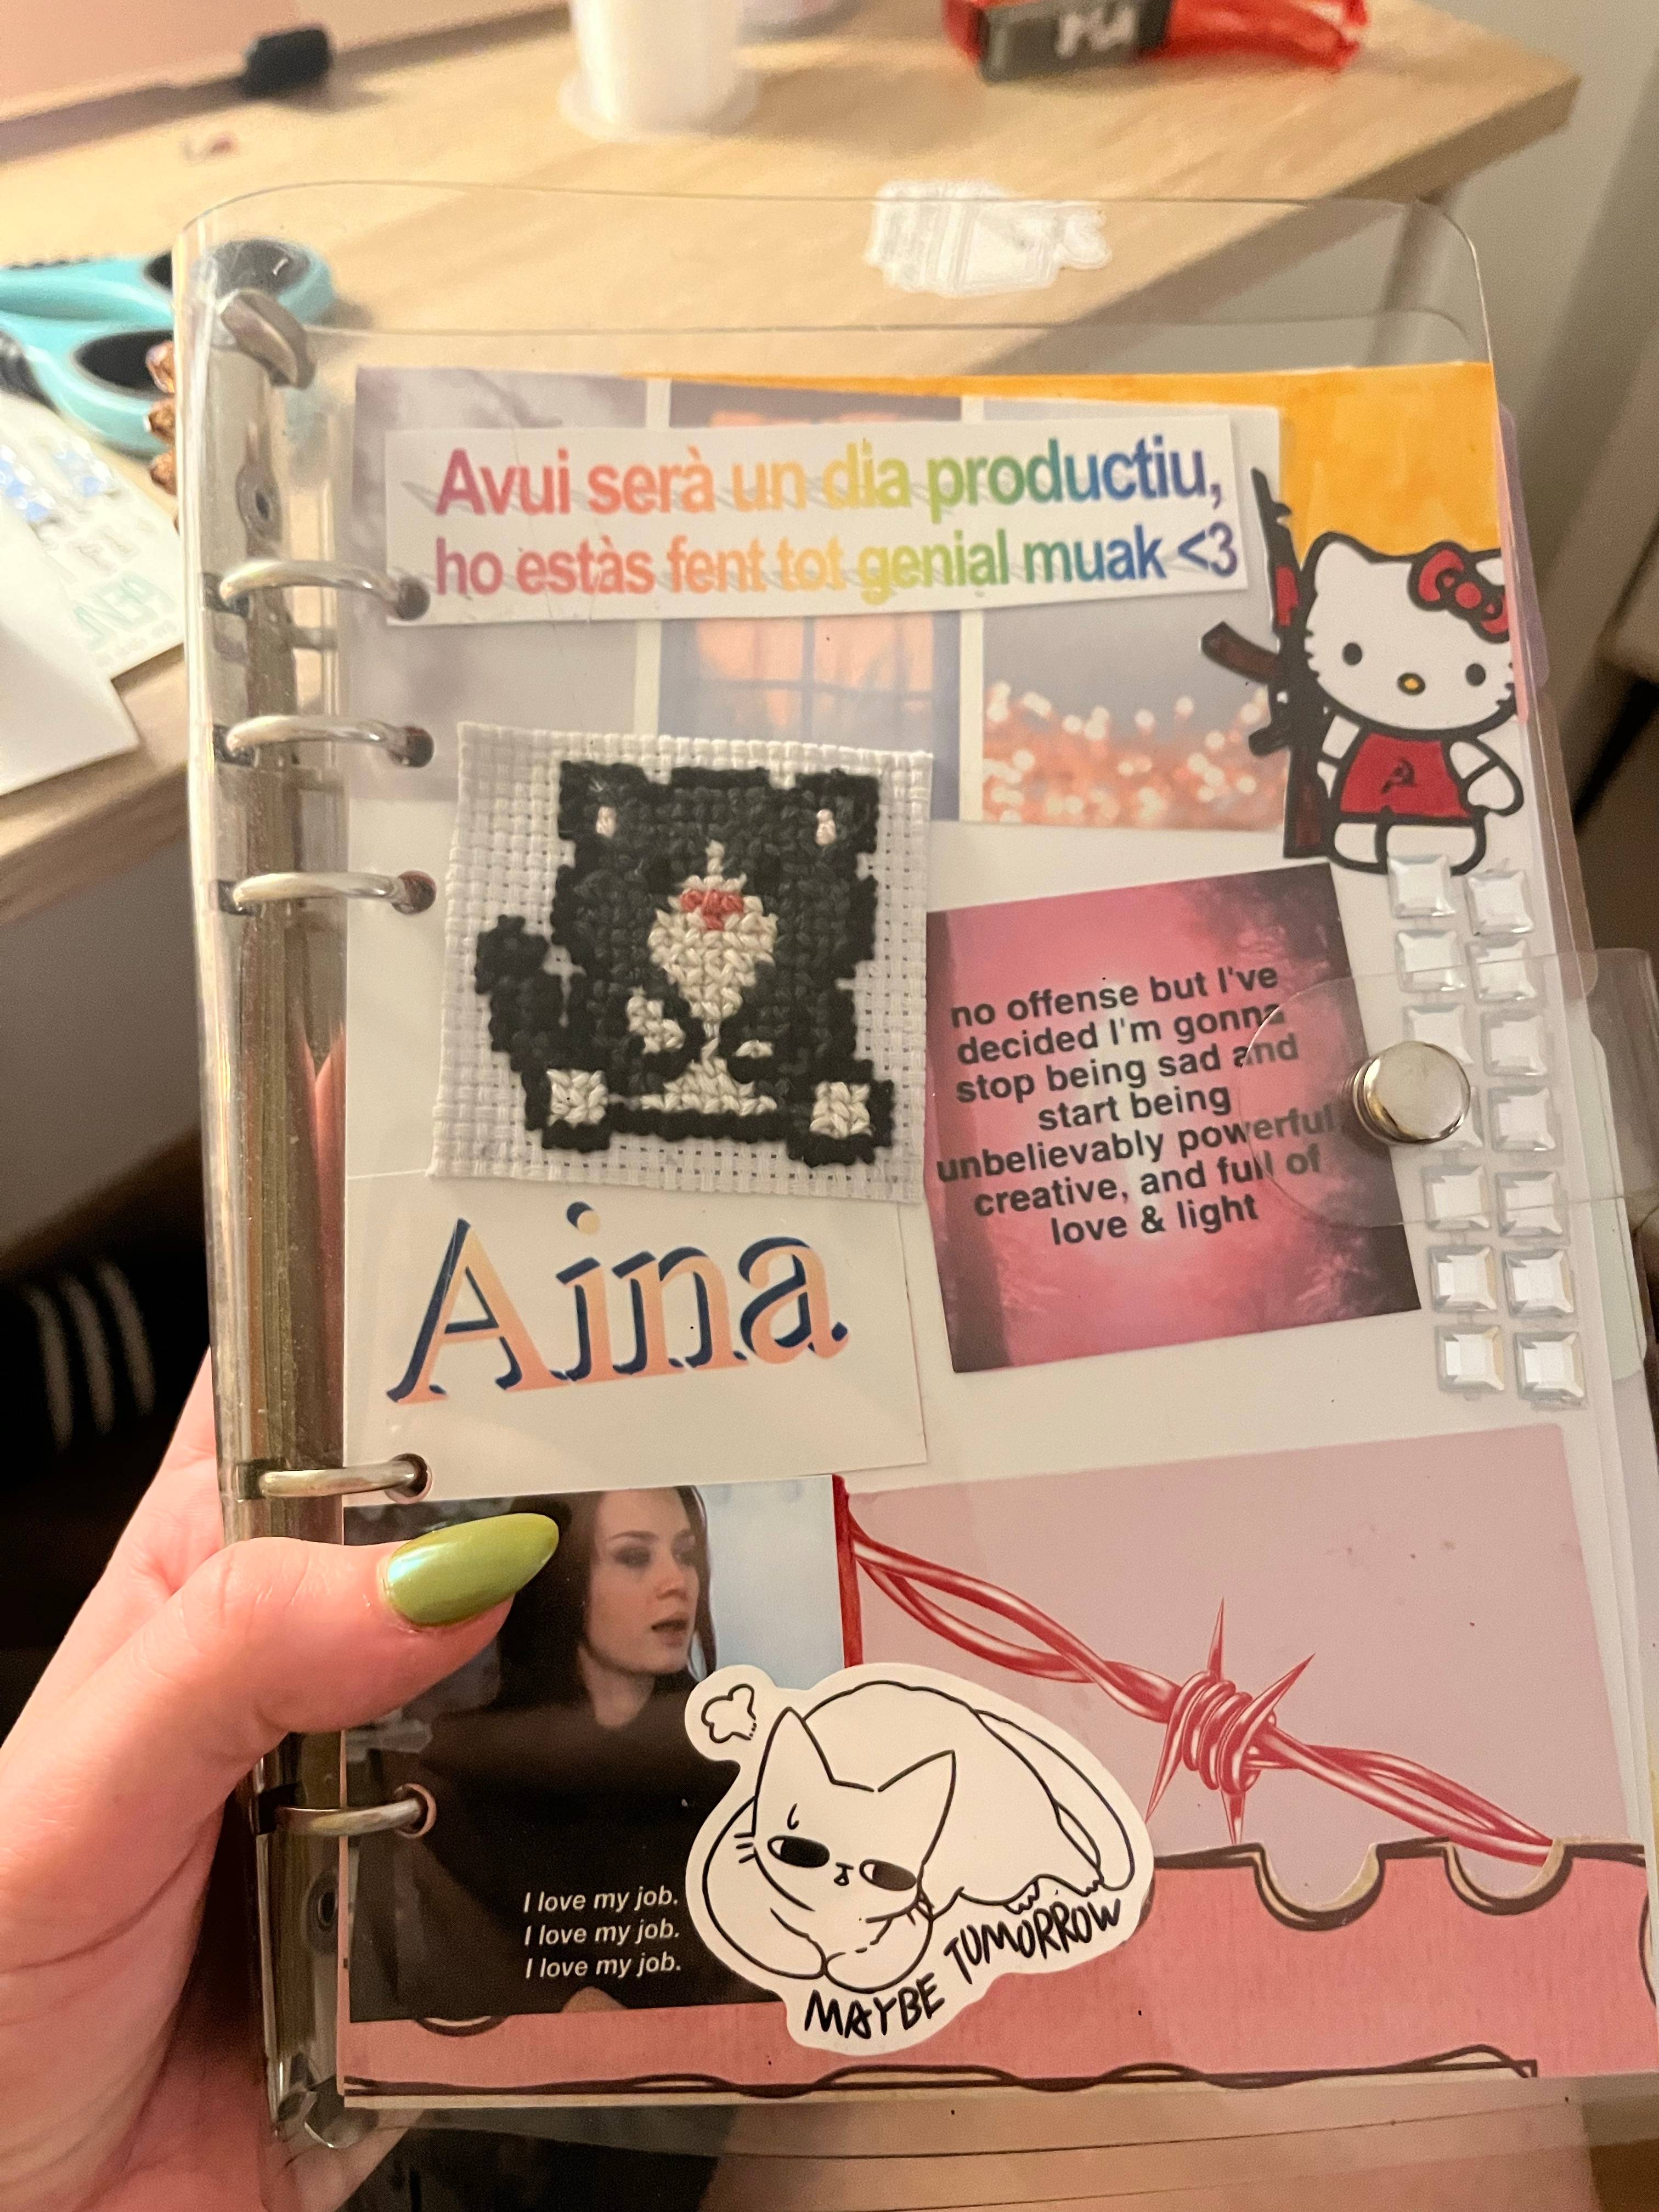 Avui serà un dia productiu,
ho estàs fent tot genial muak <3
no offense but I've
decided I'm gonna
stop being sad and
start being
unbelievably powerful
creative, and full of
love & light
Aina
I love my job.
I love my job.
I love my job.
MAYBE TUMORROW